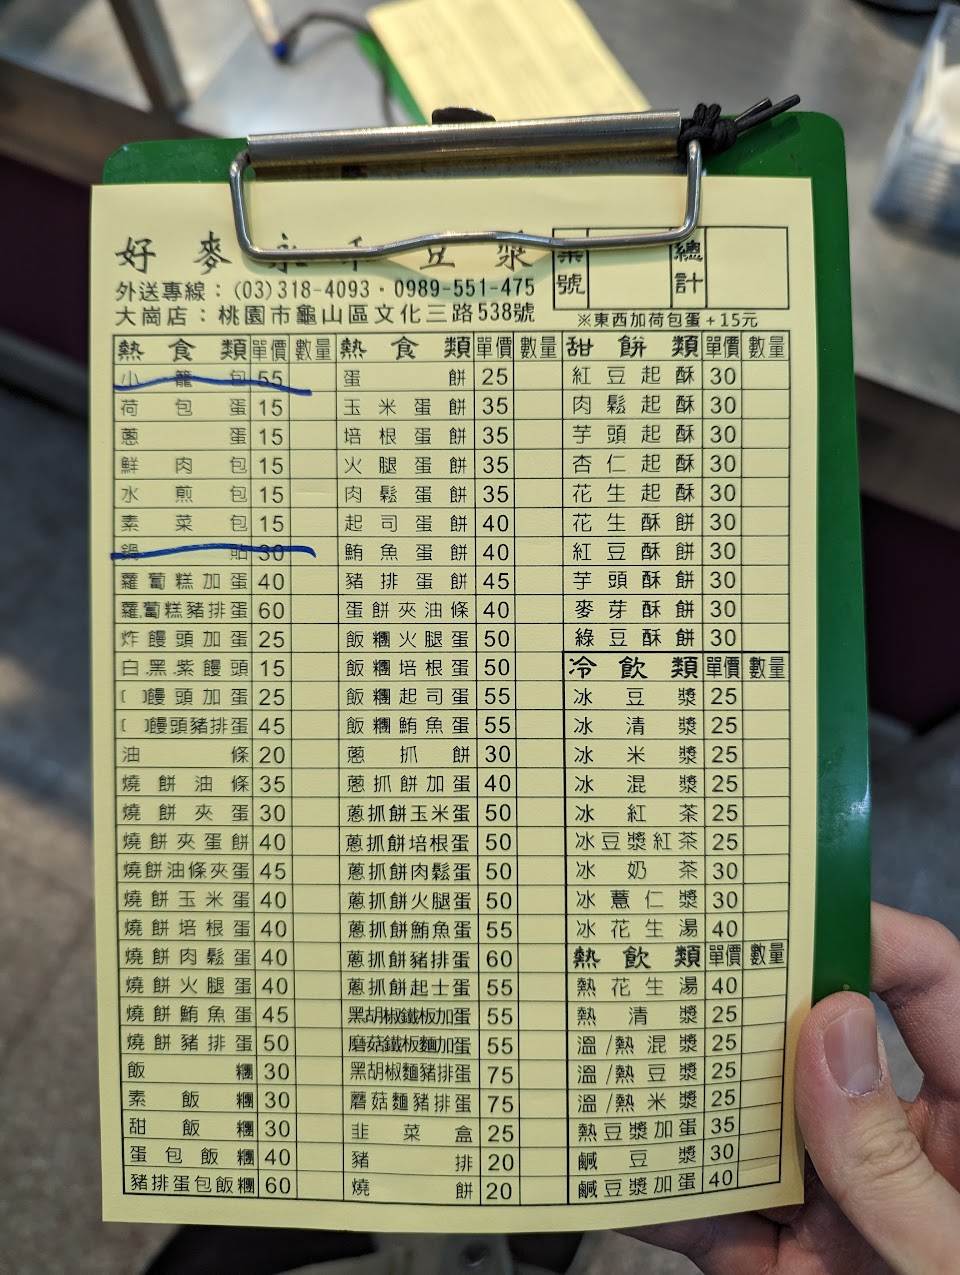 好麥永和豆漿
票號
總計
外送專線：(03)318-4093・0989-551-475
大崗店：桃園市龜山區文化三路538號
※東西加荷包蛋+15元
熱食類 單價 數量
小籠包 55
荷包蛋 15
蔥蛋 15
鮮肉包 15
水煎包 15
素菜包 15
鍋貼 30
蘿蔔糕加蛋 40
蘿蔔糕豬排蛋 60
炸饅頭加蛋 25
白.黑.紫饅頭 15
( )饅頭加蛋 25
( )饅頭豬排蛋 45
油條 20
燒餅油條 35
燒餅夾蛋 30
燒餅夾蛋餅 40
燒餅油條夾蛋 45
燒餅玉米蛋 40
燒餅培根蛋 40
燒餅肉鬆蛋 40
燒餅火腿蛋 40
燒餅鮪魚蛋 45
燒餅豬排蛋 50
飯糰 30
素飯糰 30
甜飯糰 30
蛋包飯糰 40
豬排蛋包飯糰 60
熱食類 單價 數量
蛋餅 25
玉米蛋餅 35
培根蛋餅 35
火腿蛋餅 35
肉鬆蛋餅 35
起司蛋餅 40
鮪魚蛋餅 40
豬排蛋餅 45
蛋餅夾油條 40
飯糰火腿蛋 50
飯糰培根蛋 50
飯糰起司蛋 55
飯糰鮪魚蛋 55
蔥抓餅 30
蔥抓餅加蛋 40
蔥抓餅玉米蛋 50
蔥抓餅培根蛋 50
蔥抓餅肉鬆蛋 50
蔥抓餅火腿蛋 50
蔥抓餅鮪魚蛋 55
蔥抓餅豬排蛋 60
蔥抓餅起士蛋 55
黑胡椒鐵板加蛋 55
蘑菇鐵板麵加蛋 55
黑胡椒麵豬排蛋 75
蘑菇麵豬排蛋 75
韭菜盒 25
豬排 20
燒餅 20
甜餅類 單價 數量
紅豆起酥 30
肉鬆起酥 30
芋頭起酥 30
杏仁起酥 30
花生起酥 30
花生酥餅 30
紅豆酥餅 30
芋頭酥餅 30
麥芽酥餅 30
綠豆酥餅 30
冷飲類 單價 數量
冰豆漿 25
冰清漿 25
冰米漿 25
冰混漿 25
冰紅茶 25
冰豆漿紅茶 25
冰奶茶 30
冰薏仁漿 30
冰花生湯 40
熱飲類 單價 數量
熱花生湯 40
熱清漿 25
溫/熱混漿 25
溫/熱豆漿 25
溫/熱米漿 25
熱豆漿加蛋 35
鹹豆漿 30
鹹豆漿加蛋 40